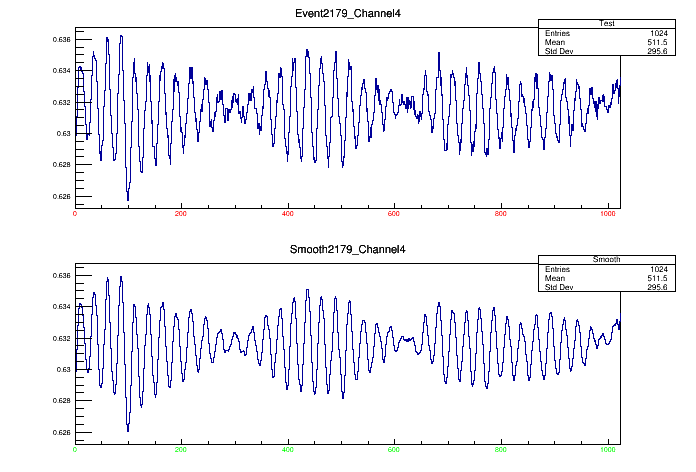 Event2179_Channel4
Test
Entries 1024
Mean 511.5
Std Dev 295.6
0.636
0.634
0.632
0.63
0.628
0.626
0 200 400 600 800 1000
Smooth2179_Channel4
Smooth
Entries 1024
Mean 511.5
Std Dev 295.6
0.636
0.634
0.632
0.63
0.628
0.626
0 200 400 600 800 1000